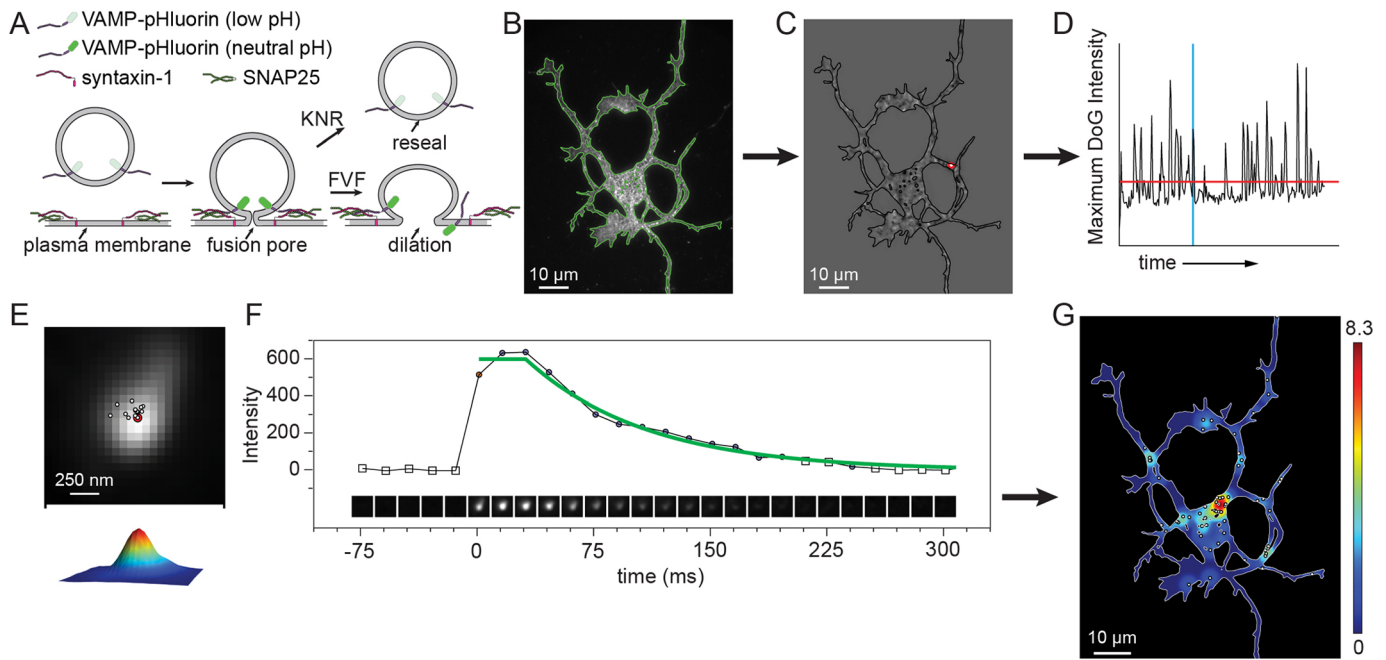 A
VAMP-pHluorin (low pH)
VAMP-pHluorin (neutral pH)
syntaxin-1
SNAP25
KNR
reseal
FVF
plasma membrane
fusion pore
dilation
B
10 µm
C
10 µm
D
Maximum DoG Intensity
time
E
250 nm
F
Intensity
600
400
200
0
-75
0
75
150
225
300
time (ms)
G
8.3
0
10 µm